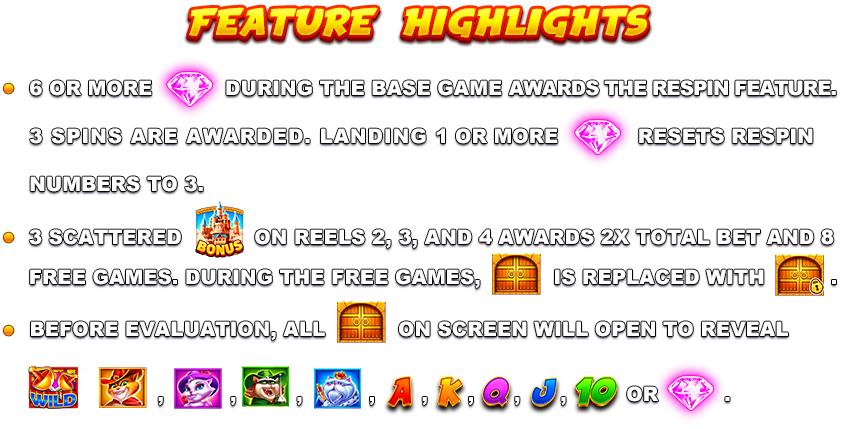 FEATURE HIGHLIGHTS
• 6 OR MORE DURING THE BASE GAME AWARDS THE RESPIN FEATURE.
3 SPINS ARE AWARDED. LANDING 1 OR MORE RESETS RESPIN
NUMBERS TO 3.
• 3 SCATTERED BONUS ON REELS 2, 3, AND 4 AWARDS 2X TOTAL BET AND 8
FREE GAMES. DURING THE FREE GAMES, IS REPLACED WITH 1 .
• BEFORE EVALUATION, ALL ON SCREEN WILL OPEN TO REVEAL
WILD , , , , A , K , Q , J , 10 OR .